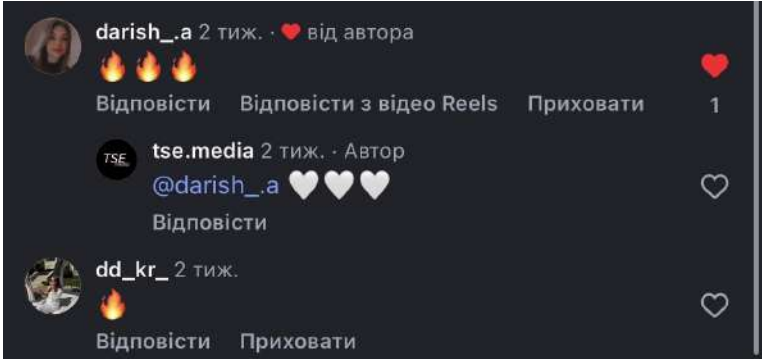 darish_.a 2 тиж. · ❤️ від автора
🔥🔥🔥
Відповісти Відповісти з відео Reels Приховати 1
TSE
tse.media 2 тиж. · Автор
@darish_.a 🤍🤍🤍
Відповісти
dd_kr_ 2 тиж.
🔥
Відповісти Приховати